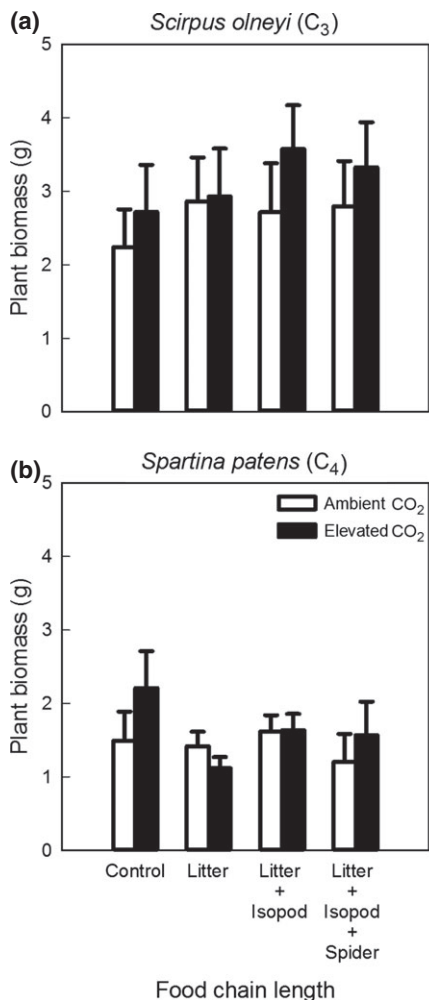 (a)
Scirpus olneyi (C₃)
5
4
3
2
1
0
Plant biomass (g)
(b)
Spartina patens (C₄)
Ambient CO₂
Elevated CO₂
5
4
3
2
1
0
Plant biomass (g)
Control
Litter
Litter
+
Isopod
Litter
+
Isopod
+
Spider
Food chain length